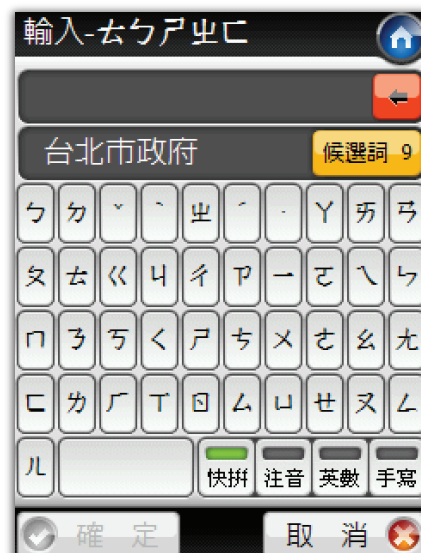 輸入-ㄊㄅㄕㄓㄈ
台北市政府 候選詞 9
ㄅ ㄉ ˇ ˋ ㄓ ˊ ˙ ㄚ ㄞ ㄢ
ㄆ ㄊ ㄍ ㄐ ㄔ ㄗ ㄧ ㄛ ㄟ ㄣ
ㄇ ㄋ ㄎ ㄑ ㄕ ㄘ ㄨ ㄜ ㄠ ㄤ
ㄈ ㄌ ㄏ ㄒ ㄖ ㄙ ㄩ ㄝ ㄡ ㄥ
ㄦ 快拼 注音 英數 手寫
確定 取消